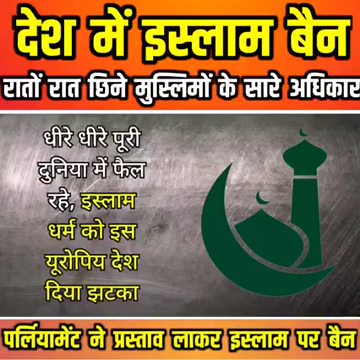 देश में इस्लाम बैन
रातों रात छिने मुस्लिमों के सारे अधिकार
धीरे धीरे पूरी
दुनिया में फैल
रहे, इस्लाम
धर्म को इस
यूरोपिय देश
दिया झटका
पर्लियामेंट ने प्रस्ताव लाकर इस्लाम पर बैन